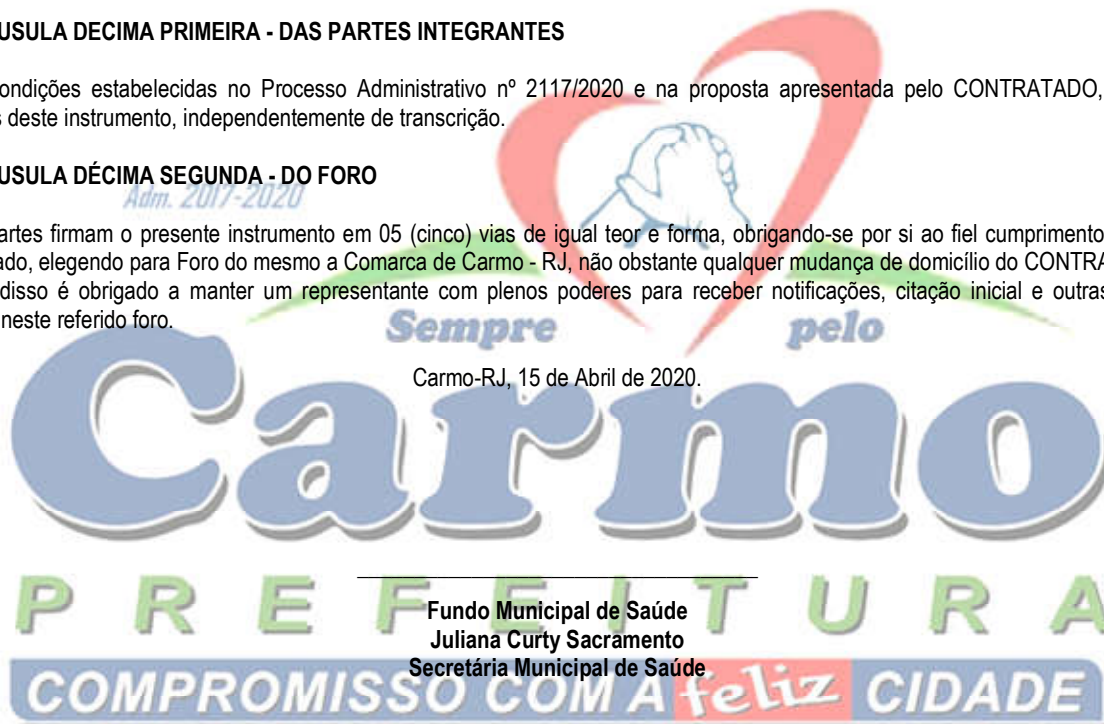 USULA DECIMA PRIMEIRA - DAS PARTES INTEGRANTES
ondições estabelecidas no Processo Administrativo nº 2117/2020 e na proposta apresentada pelo CONTRATADO,
s deste instrumento, independentemente de transcrição.
USULA DÉCIMA SEGUNDA - DO FORO
Adm. 2017-2020
artes firmam o presente instrumento em 05 (cinco) vias de igual teor e forma, obrigando-se por si ao fiel cumprimento
ado, elegendo para Foro do mesmo a Comarca de Carmo - RJ, não obstante qualquer mudança de domicílio do CONTRA
disso é obrigado a manter um representante com plenos poderes para receber notificações, citação inicial e outras
neste referido foro.
Sempre pelo
Carmo-RJ, 15 de Abril de 2020.
Carmo
PREFEITURA
Fundo Municipal de Saúde
Juliana Curty Sacramento
Secretária Municipal de Saúde
COMPROMISSO COM A feliz CIDADE